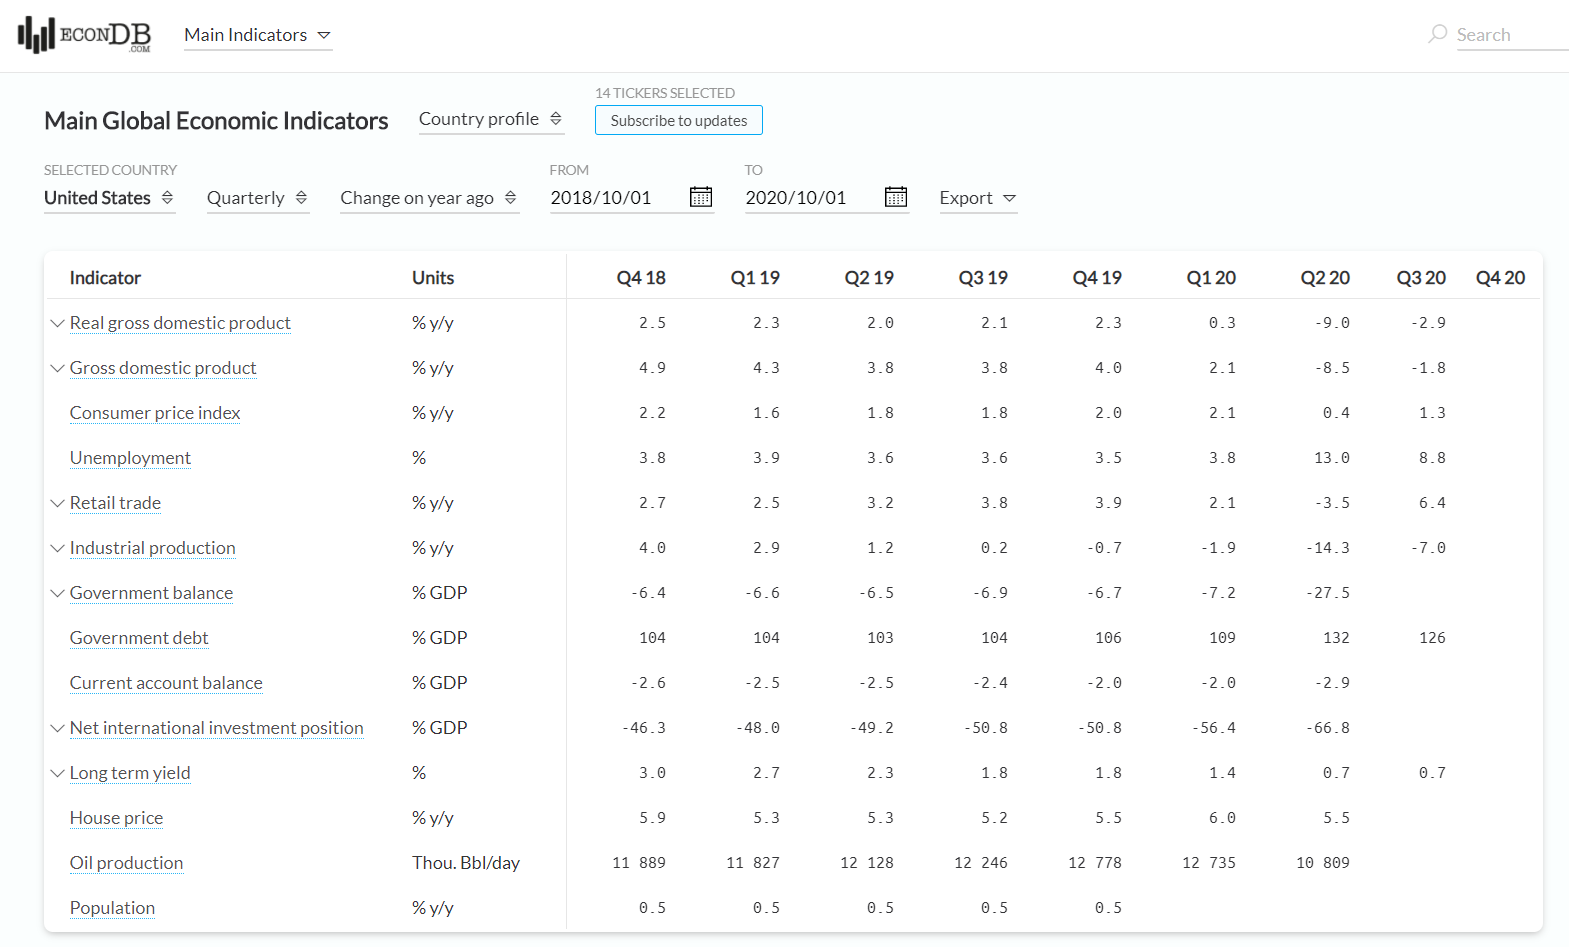 ECONDB.COM Main Indicators Search
14 TICKERS SELECTED
Main Global Economic Indicators Country profile Subscribe to updates
SELECTED COUNTRY FROM TO
United States Quarterly Change on year ago 2018/10/01 2020/10/01 Export
Indicator Units Q4 18 Q1 19 Q2 19 Q3 19 Q4 19 Q1 20 Q2 20 Q3 20 Q4 20
Real gross domestic product % y/y 2.5 2.3 2.0 2.1 2.3 0.3 -9.0 -2.9
Gross domestic product % y/y 4.9 4.3 3.8 3.8 4.0 2.1 -8.5 -1.8
Consumer price index % y/y 2.2 1.6 1.8 1.8 2.0 2.1 0.4 1.3
Unemployment % 3.8 3.9 3.6 3.6 3.5 3.8 13.0 8.8
Retail trade % y/y 2.7 2.5 3.2 3.8 3.9 2.1 -3.5 6.4
Industrial production % y/y 4.0 2.9 1.2 0.2 -0.7 -1.9 -14.3 -7.0
Government balance % GDP -6.4 -6.6 -6.5 -6.9 -6.7 -7.2 -27.5
Government debt % GDP 104 104 103 104 106 109 132 126
Current account balance % GDP -2.6 -2.5 -2.5 -2.4 -2.0 -2.0 -2.9
Net international investment position % GDP -46.3 -48.0 -49.2 -50.8 -50.8 -56.4 -66.8
Long term yield % 3.0 2.7 2.3 1.8 1.8 1.4 0.7 0.7
House price % y/y 5.9 5.3 5.3 5.2 5.5 6.0 5.5
Oil production Thou. Bbl/day 11 889 11 827 12 128 12 246 12 778 12 735 10 809
Population % y/y 0.5 0.5 0.5 0.5 0.5